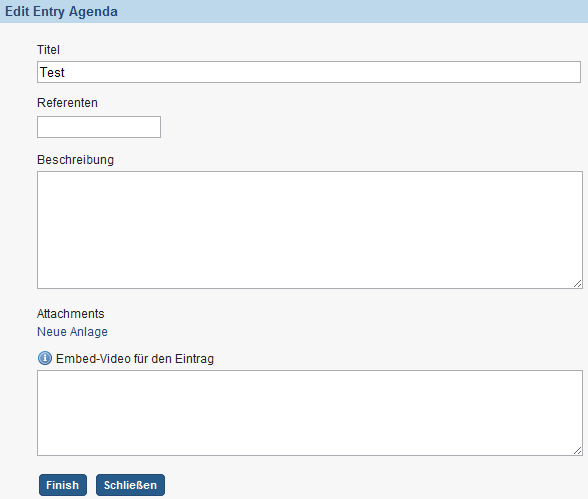 Edit Entry Agenda
Titel
Test
Referenten
Beschreibung
Attachments
Neue Anlage
Embed-Video für den Eintrag
Finish Schließen